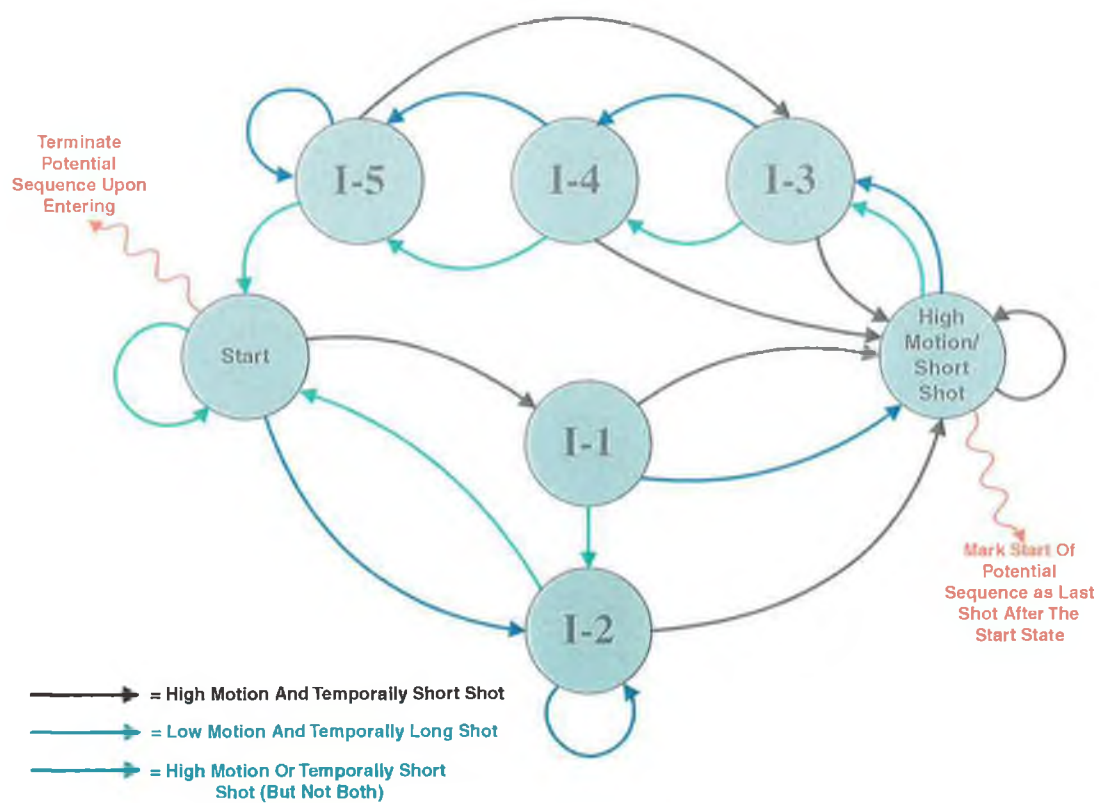 Terminate
Potential
Sequence Upon
Entering
I-5
I-4
I-3
Start
High
Motion/
Short
Shot
I-1
I-2
Mark Start Of
Potential
Sequence as Last
Shot After The
Start State
= High Motion And Temporally Short Shot
= Low Motion And Temporally Long Shot
= High Motion Or Temporally Short
Shot (But Not Both)